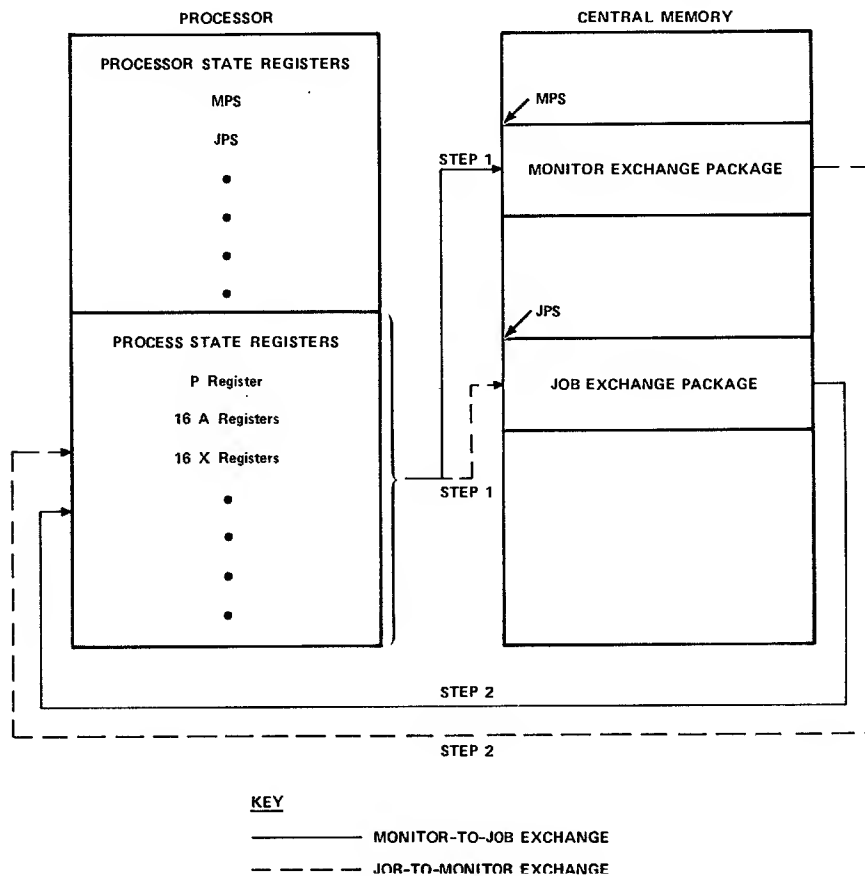 PROCESSOR
PROCESSOR STATE REGISTERS
MPS
JPS
PROCESS STATE REGISTERS
P Register
16 A Registers
16 X Registers
CENTRAL MEMORY
MPS
STEP 1
MONITOR EXCHANGE PACKAGE
JPS
JOB EXCHANGE PACKAGE
STEP 1
STEP 2
STEP 2
KEY
MONITOR-TO-JOB EXCHANGE
JOR-TO-MONITOR EXCHANGE